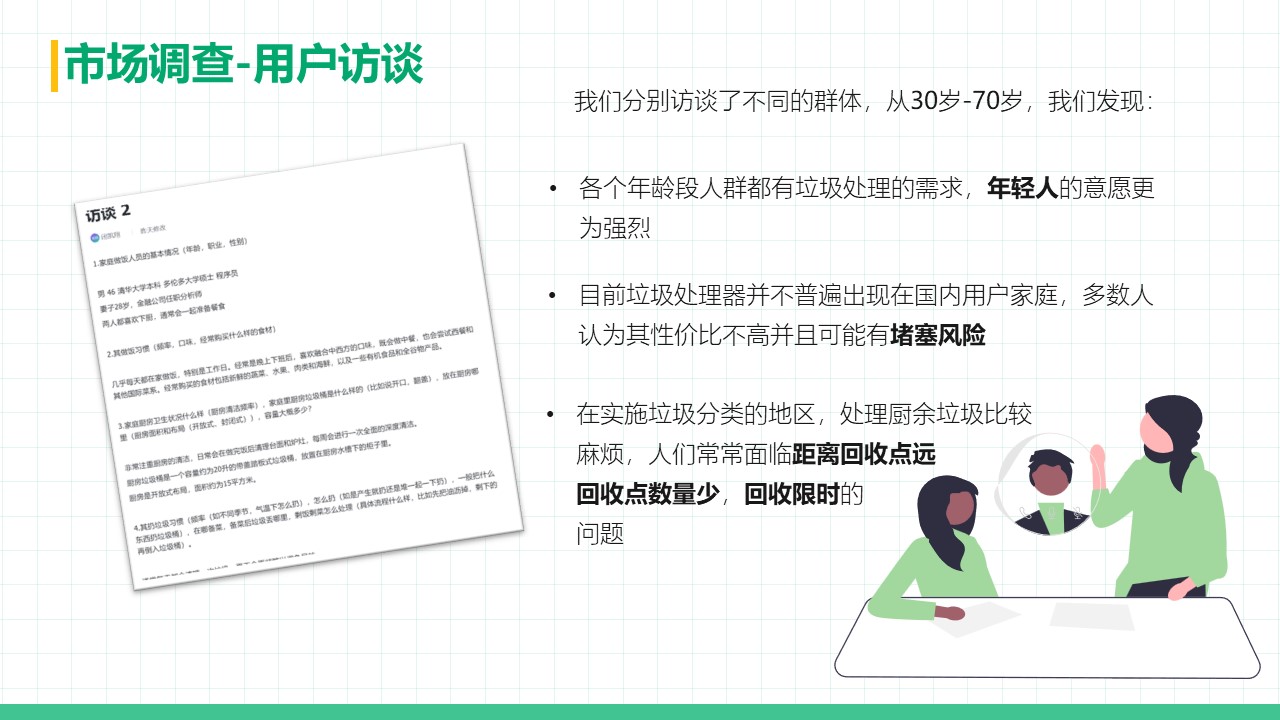 市场调查-用户访谈
我们分别访谈了不同的群体，从30岁-70岁，我们发现：
• 各个年龄段人群都有垃圾处理的需求，年轻人的意愿更
为强烈
• 目前垃圾处理器并不普遍出现在国内用户家庭，多数人
认为其性价比不高并且可能有堵塞风险
• 在实施垃圾分类的地区，处理厨余垃圾比较
麻烦，人们常常面临距离回收点远
回收点数量少，回收限时的
问题
访谈 2
昨天修改
1.家庭做饭人员的基本情况（年龄，职业，性别）
男 46 清华大学本科 多伦多大学硕士 程序员
妻子28岁，金融公司任职分析师
两人都喜欢下厨，通常会一起准备餐食
2.其做饭习惯（频率、口味、经常购买什么样的食材）
几乎每天都在家做饭，特别是工作日。经常是晚上下班后，喜欢融合中西方的口味，既会做中餐，也会尝试西餐和
其他国际菜系。经常购买的食材包括新鲜的蔬菜、水果、肉类和海鲜，以及一些有机食品和全谷物产品。
3.家庭厨房卫生状况什么样（厨房清洁频率），家庭里厨房垃圾桶是什么样的（比如说开口、翻盖），放在厨房哪
里（厨房面积和布局（开放式、封闭式）），容量大概多少？
非常注重厨房的清洁，日常会在做完饭后清理台面和炉灶，每周会进行一次全面的深度清洁。
厨房垃圾桶是一个容量约为20升的带盖踏板式垃圾桶，放置在厨房水槽下的柜子里。
厨房是开放式布局，面积约为15平方米。
4.其扔垃圾习惯（频率（如不同季节，气温下怎么扔），怎么扔（如是产生就扔还是堆一起一下扔），一般把什么
东西扔垃圾桶），在哪备菜，备菜后垃圾丢哪里，剩饭剩菜怎么处理（具体流程什么样，比如先把油沥掉，剩下的
再倒入垃圾桶）。